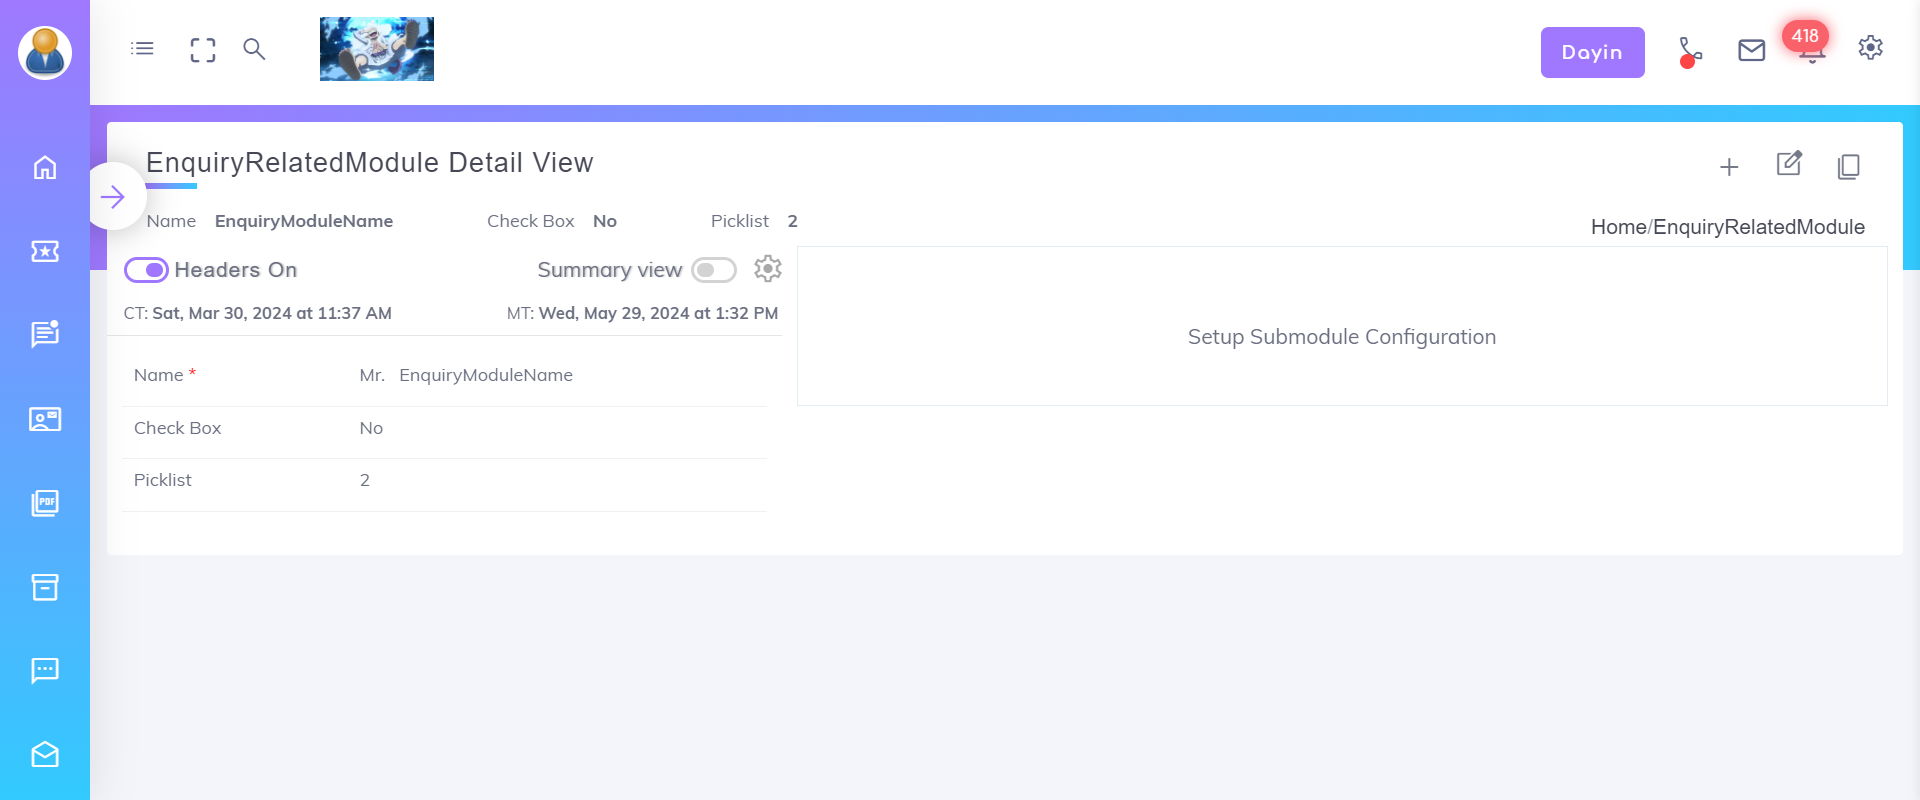 Dayin
418
EnquiryRelatedModule Detail View
Name EnquiryModuleName Check Box No Picklist 2
Home/EnquiryRelatedModule
Headers On Summary view
CT: Sat, Mar 30, 2024 at 11:37 AM MT: Wed, May 29, 2024 at 1:32 PM
Setup Submodule Configuration
Name * Mr. EnquiryModuleName
Check Box No
Picklist 2
PDF